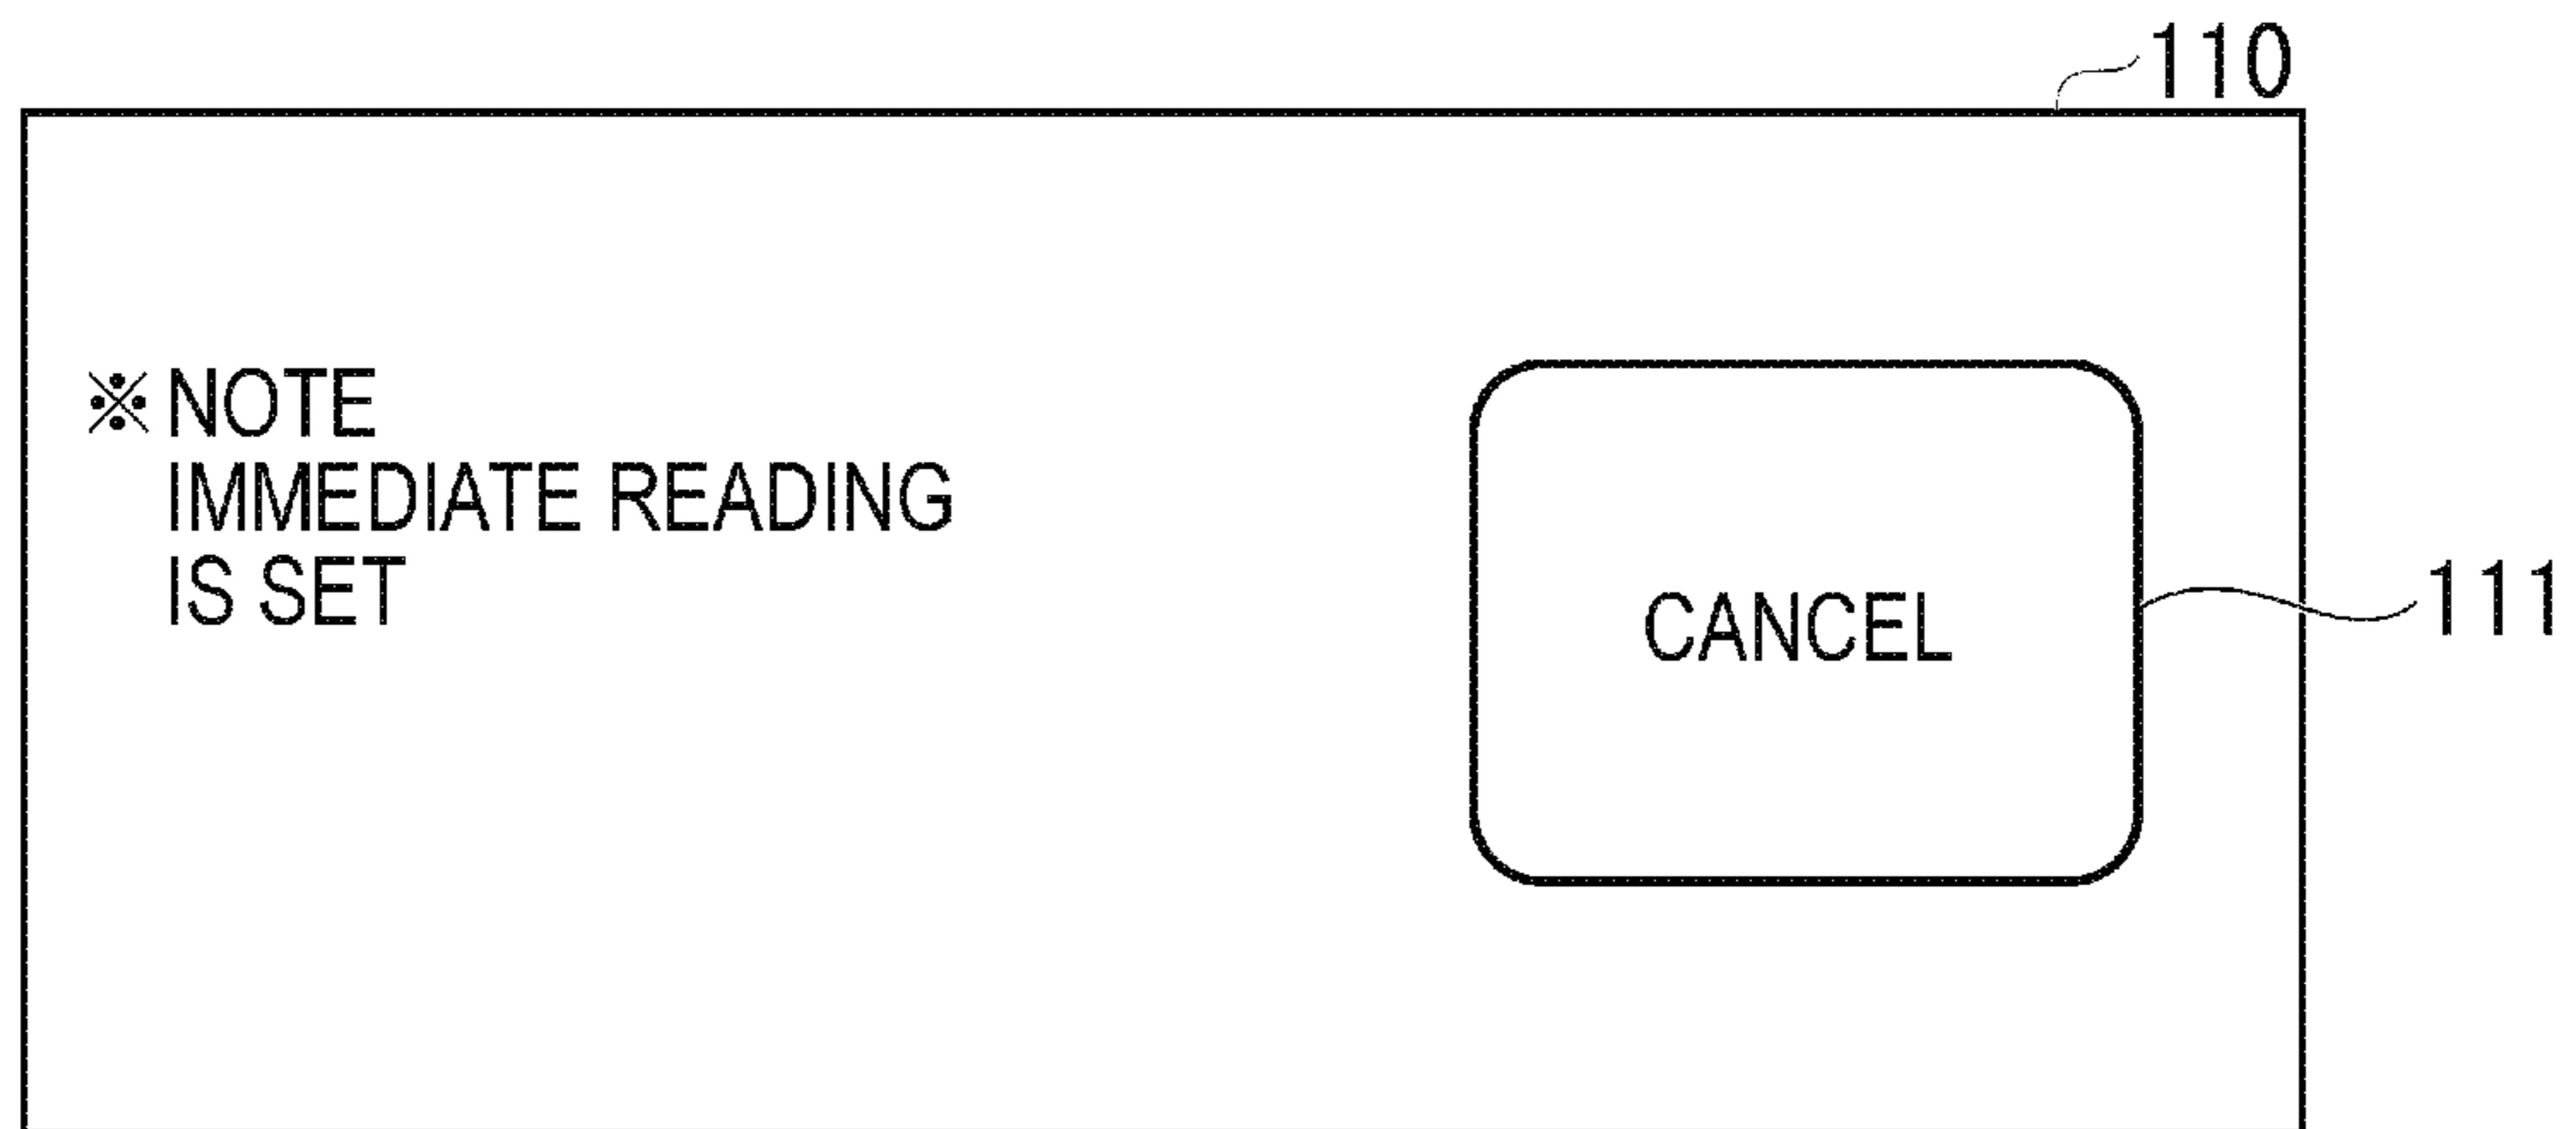 110
※ NOTE
IMMEDIATE READING
IS SET
CANCEL
111